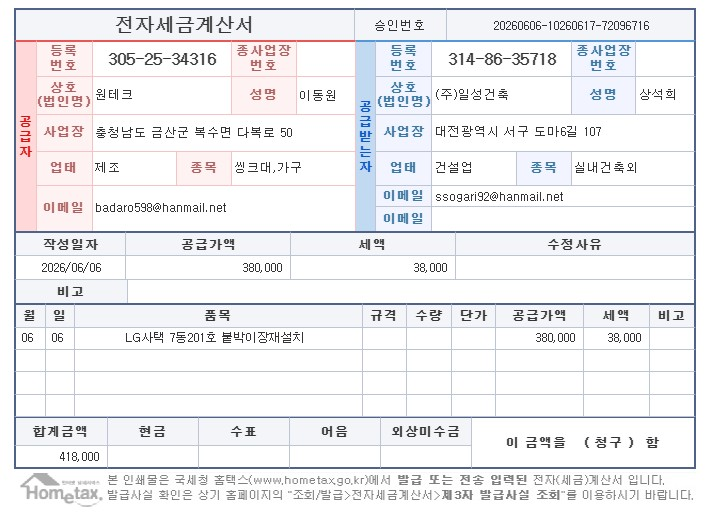 전자세금계산서 승인번호 20260606-10260617-72096716
공급자
등록번호 305-25-34316 종사업장번호
상호(법인명) 원테크 성명 이동원
사업장 충청남도 금산군 복수면 다복로 50
업태 제조 종목 씽크대,가구
이메일 badaro598@hanmail.net
공급받는자
등록번호 314-86-35718 종사업장번호
상호(법인명) (주)일성건축 성명 상석희
사업장 대전광역시 서구 도마6길 107
업태 건설업 종목 실내건축외
이메일 ssogari92@hanmail.net
이메일
작성일자 공급가액 세액 수정사유
2026/06/06 380,000 38,000
비고
월 일 품목 규격 수량 단가 공급가액 세액 비고
06 06 LG사택 7동201호 붙박이장재설치 380,000 38,000
합계금액 현금 수표 어음 외상미수금 이 금액을 (청구) 함
418,000
Hometax.
본 인쇄물은 국세청 홈택스(www.hometax.go.kr)에서 발급 또는 전송 입력된 전자(세금)계산서 입니다.
발급사실 확인은 상기 홈페이지의 "조회/발급>전자세금계산서>제3자 발급사실 조회"를 이용하시기 바랍니다.